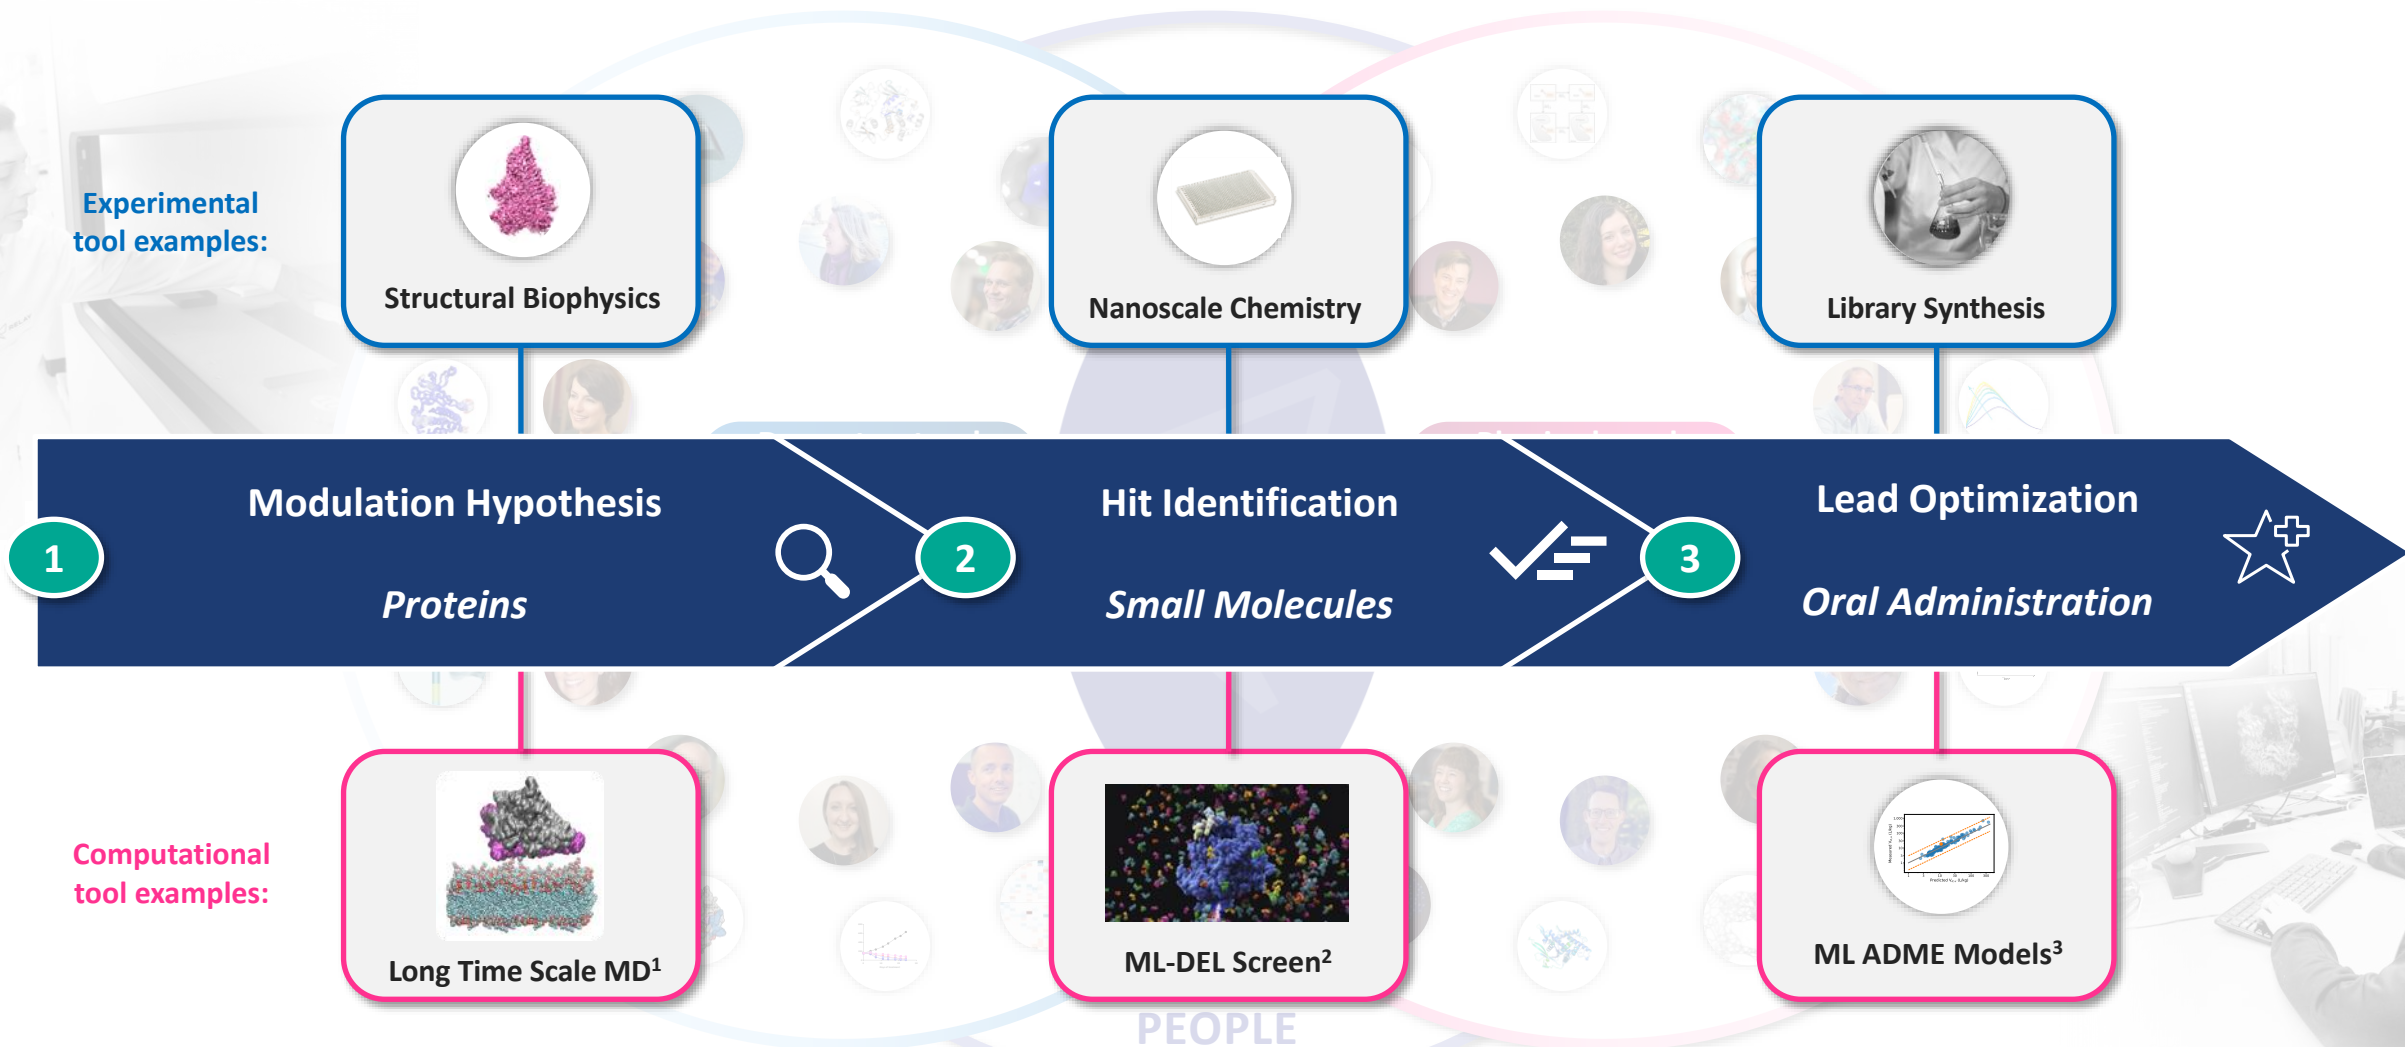 Experimental
tool examples:
Structural Biophysics
Nanoscale Chemistry
Library Synthesis
1
Modulation Hypothesis
Proteins
2
Hit Identification
Small Molecules
3
Lead Optimization
Oral Administration
Computational
tool examples:
Long Time Scale MD¹
ML-DEL Screen²
ML ADME Models³
PEOPLE